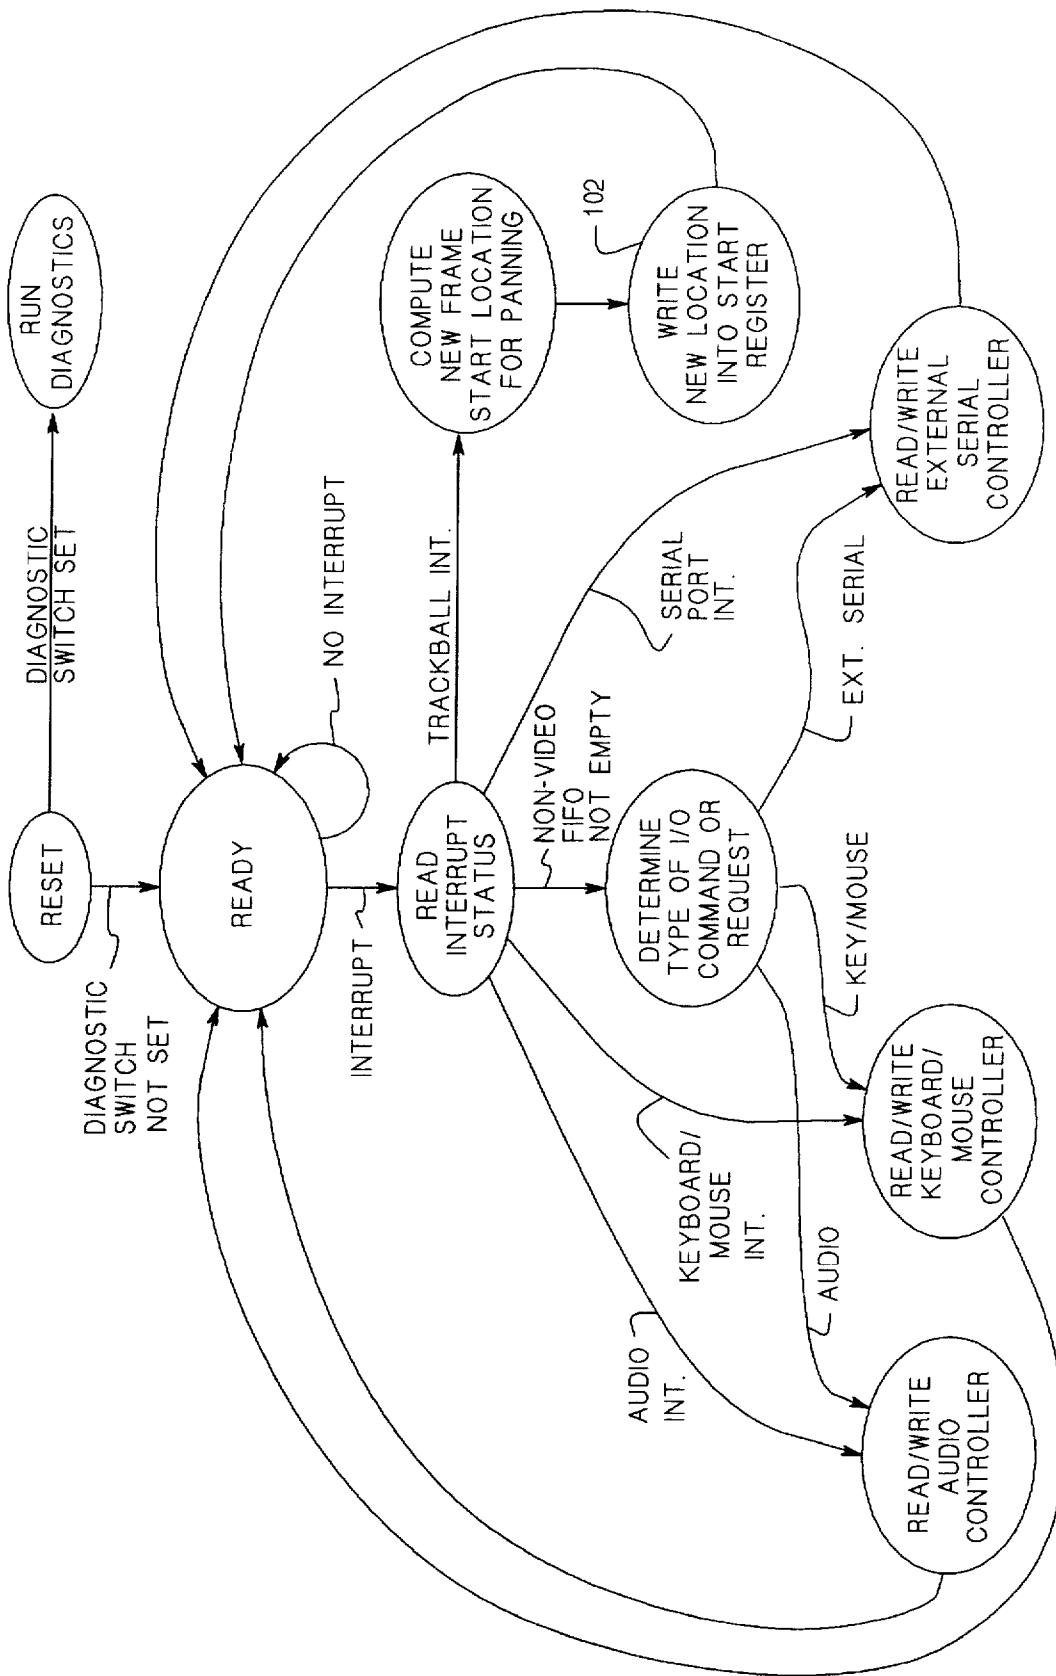 RESET
DIAGNOSTIC
SWITCH SET
RUN
DIAGNOSTICS
DIAGNOSTIC
SWITCH
NOT SET
READY
NO INTERRUPT
INTERRUPT
READ
INTERRUPT
STATUS
TRACKBALL INT.
COMPUTE
NEW FRAME
START LOCATION
FOR PANNING
102
WRITE
NEW LOCATION
INTO START
REGISTER
NON-VIDEO
FIFO
NOT EMPTY
SERIAL
PORT
INT.
AUDIO
INT.
KEYBOARD/
MOUSE
INT.
DETERMINE
TYPE OF I/O
COMMAND OR
REQUEST
AUDIO
KEY/MOUSE
EXT. SERIAL
READ/WRITE
AUDIO
CONTROLLER
READ/WRITE
KEYBOARD/
MOUSE
CONTROLLER
READ/WRITE
EXTERNAL
SERIAL
CONTROLLER